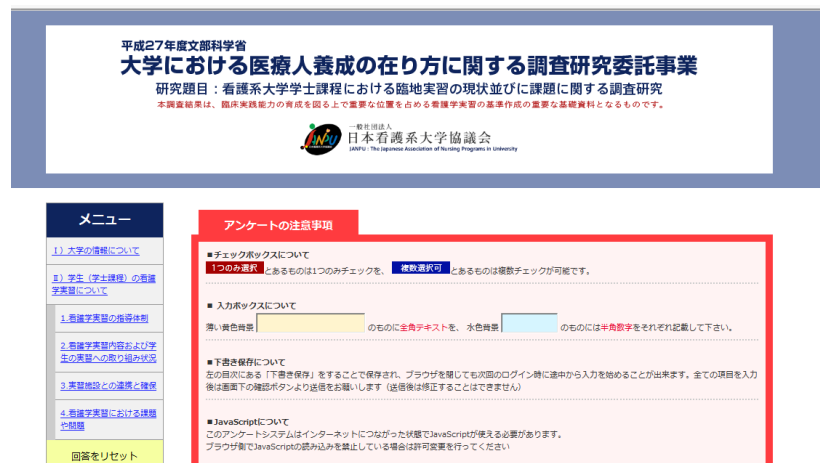 平成27年度文部科学省
大学における医療人養成の在り方に関する調査研究委託事業
研究題目：看護系大学学士課程における臨地実習の現状並びに課題に関する調査研究
本調査結果は、臨床実践能力の育成を図る上で重要な位置を占める看護学実習の基準作成の重要な基礎資料となるものです。
JANPU
一般社団法人
日本看護系大学協議会
JANPU : The Japanese Association of Nursing Programs in University
メニュー
I）大学の情報について
II）学生（学士課程）の看護
学実習について
1.看護学実習の指導体制
2.看護学実習内容および学
生の実習への取り組み状況
3.実習施設との連携と確保
4.看護学実習における課題
や問題
回答をリセット
アンケートの注意事項
■チェックボックスについて
1つのみ選択 とあるものは1つのみチェックを、 複数選択可 とあるものは複数チェックが可能です。
■ 入力ボックスについて
薄い黄色背景 のものに全角テキストを、 水色背景 のものには半角数字をそれぞれ記載して下さい。
■下書き保存について
左の目次にある「下書き保存」をすることで保存され、ブラウザを閉じても次回のログイン時に途中から入力を始めることが出来ます。全ての項目を入力
後は画面下の確認ボタンより送信をお願いします（送信後は修正することはできません）
■JavaScriptについて
このアンケートシステムはインターネットにつながった状態でJavaScriptが使える必要があります。
ブラウザ側でJavaScriptの読み込みを禁止している場合は許可変更を行ってください